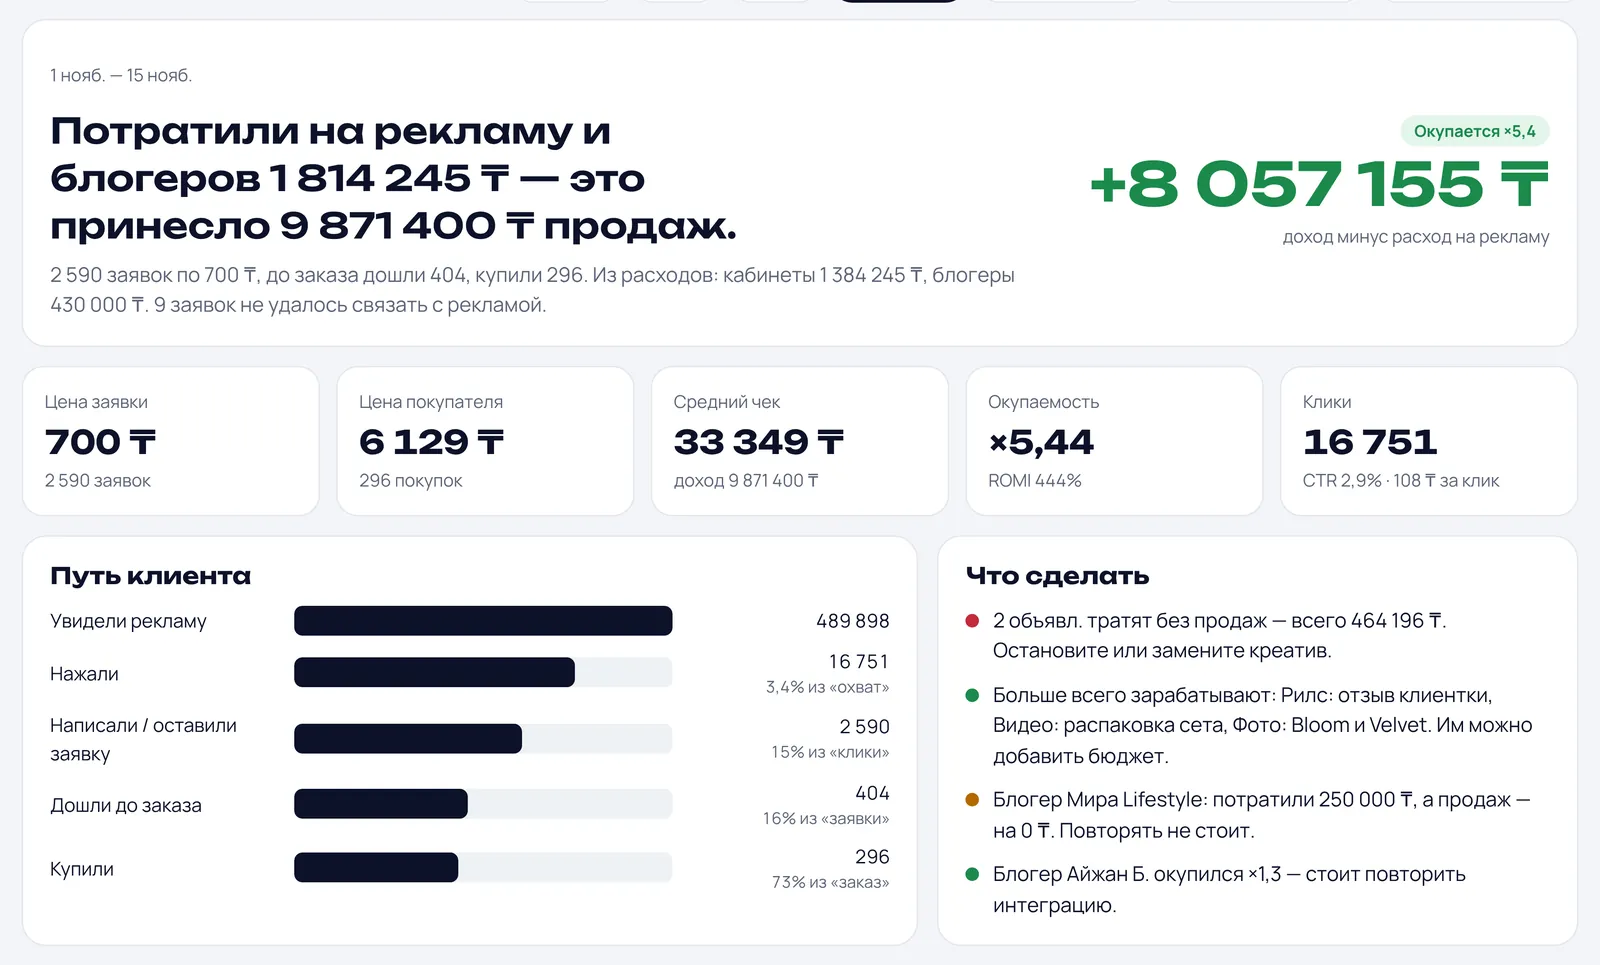 1 нояб. — 15 нояб.
Потратили на рекламу и
блогеров 1 814 245 ₸ — это
принесло 9 871 400 ₸ продаж.
2 590 заявок по 700 ₸, до заказа дошли 404, купили 296. Из расходов: кабинеты 1 384 245 ₸, блогеры
430 000 ₸. 9 заявок не удалось связать с рекламой.
Окупается ×5,4
+8 057 155 ₸
доход минус расход на рекламу
Цена заявки
700 ₸
2 590 заявок
Цена покупателя
6 129 ₸
296 покупок
Средний чек
33 349 ₸
доход 9 871 400 ₸
Окупаемость
×5,44
ROMI 444%
Клики
16 751
CTR 2,9% · 108 ₸ за клик
Путь клиента
Увидели рекламу
489 898
Нажали
16 751
3,4% из «охват»
Написали / оставили
заявку
2 590
15% из «клики»
Дошли до заказа
404
16% из «заявки»
Купили
296
73% из «заказ»
Что сделать
2 объявл. тратят без продаж — всего 464 196 ₸.
Остановите или замените креатив.
Больше всего зарабатывают: Рилс: отзыв клиентки,
Видео: распаковка сета, Фото: Bloom и Velvet. Им можно
добавить бюджет.
Блогер Мира Lifestyle: потратили 250 000 ₸, а продаж —
на 0 ₸. Повторять не стоит.
Блогер Айжан Б. окупился ×1,3 — стоит повторить
интеграцию.